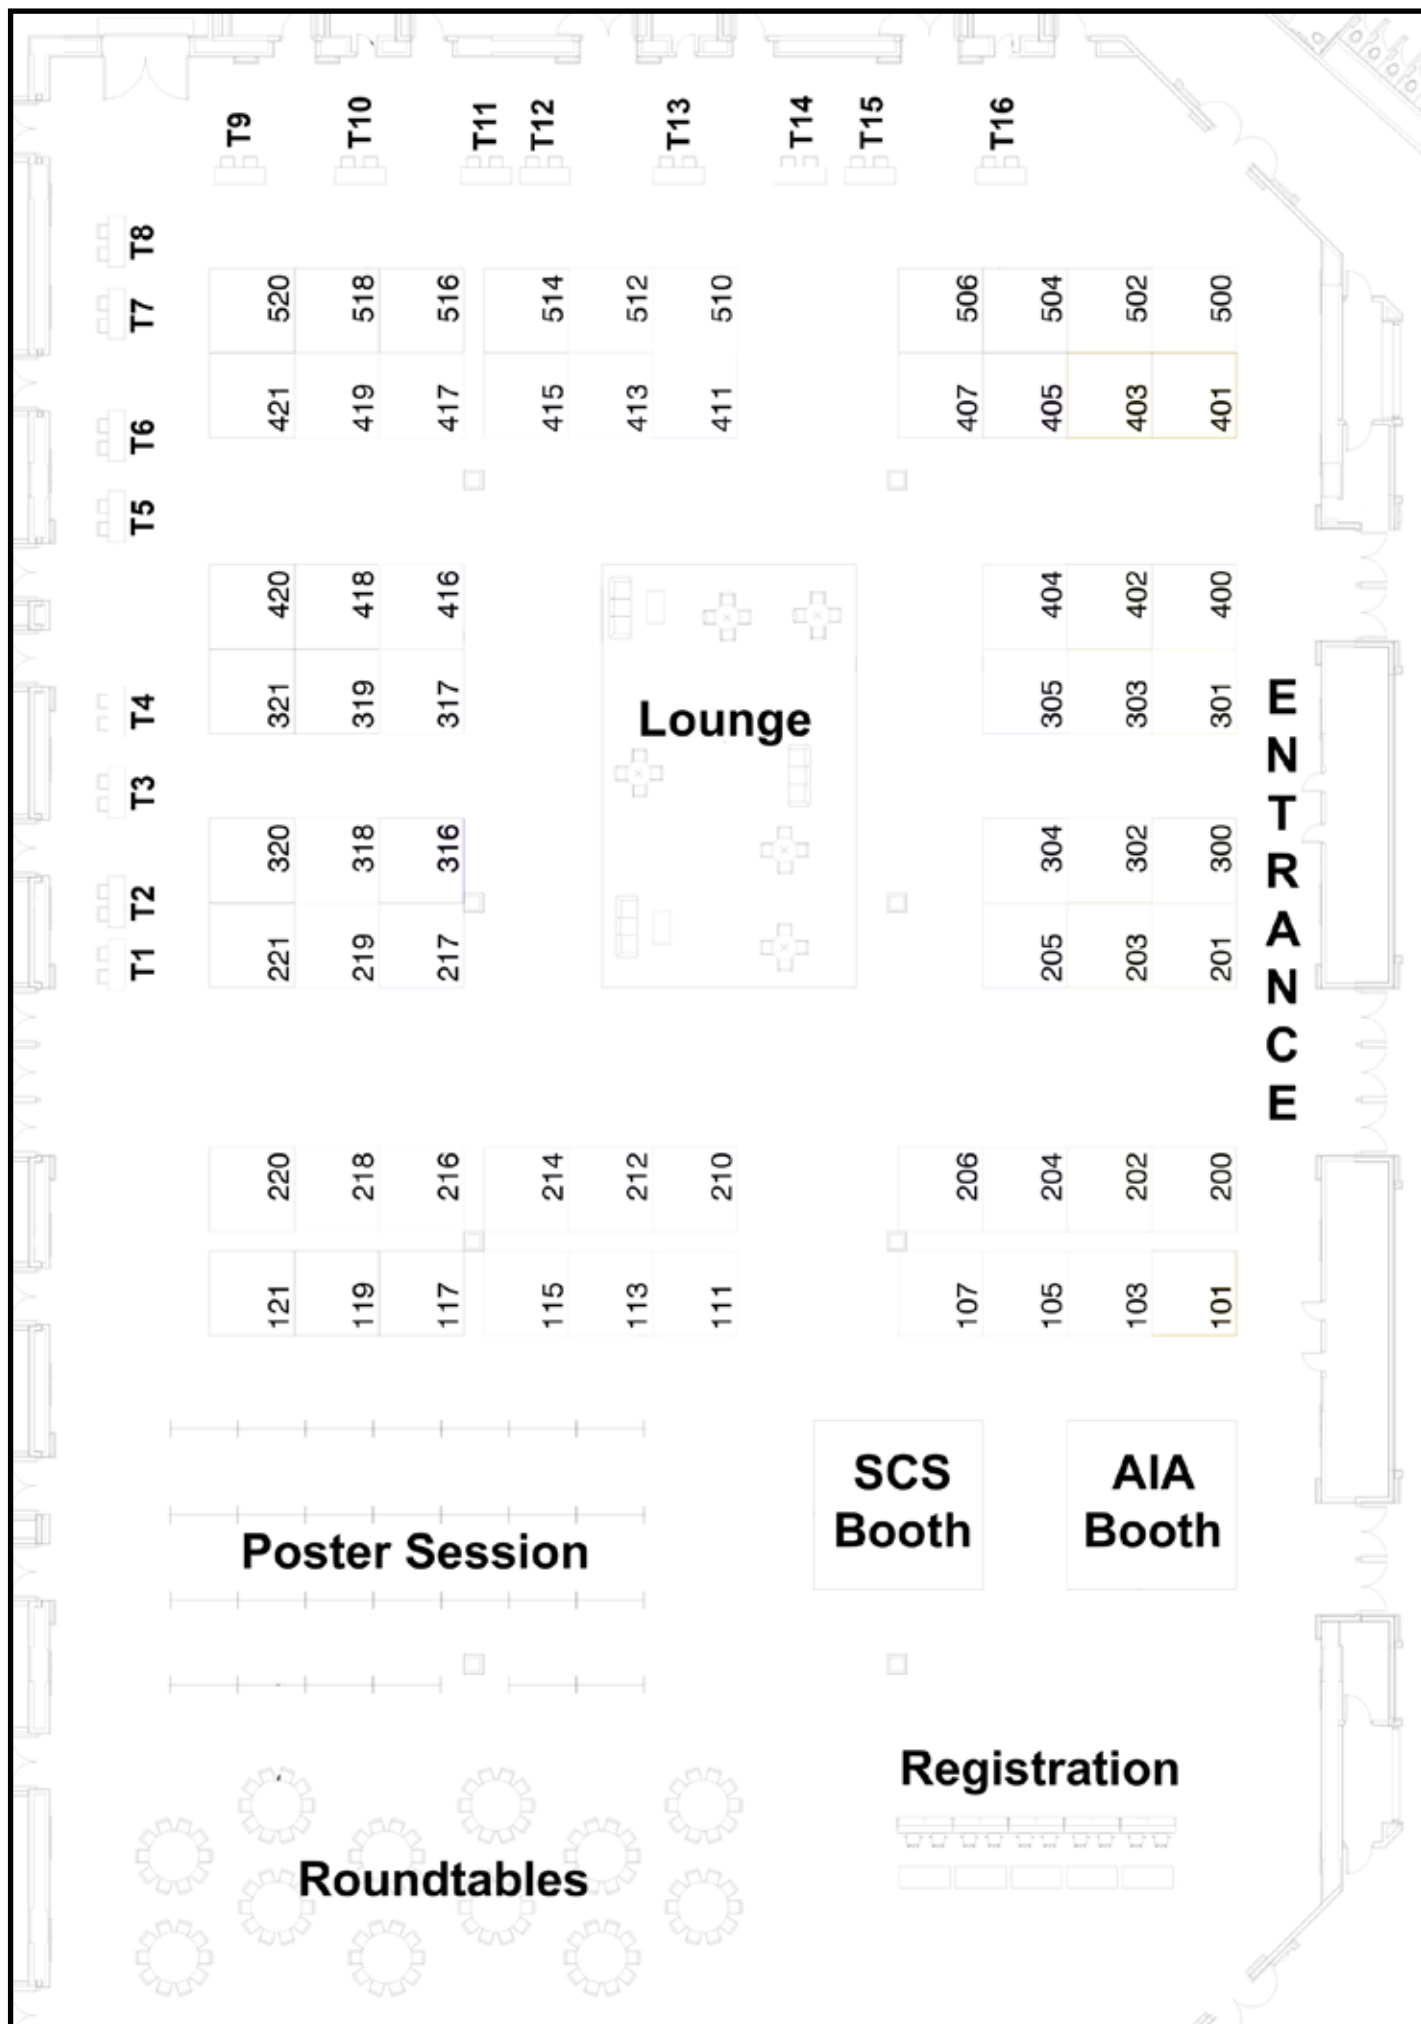 T9 T10 T11 T12 T13 T14 T15 T16
T8
T7
520 518 516 514 512 510 506 504 502 500
421 419 417 415 413 411 407 405 403 401
T6
T5
420 418 416 404 402 400
321 319 317 305 303 301
Lounge
T4
T3
ENTRANCE
320 318 316 304 302 300
T2
221 219 217 205 203 201
T1
220 218 216 214 212 210 206 204 202 200
121 119 117 115 113 111 107 105 103 101
SCS
Booth
AIA
Booth
Poster Session
Registration
Roundtables